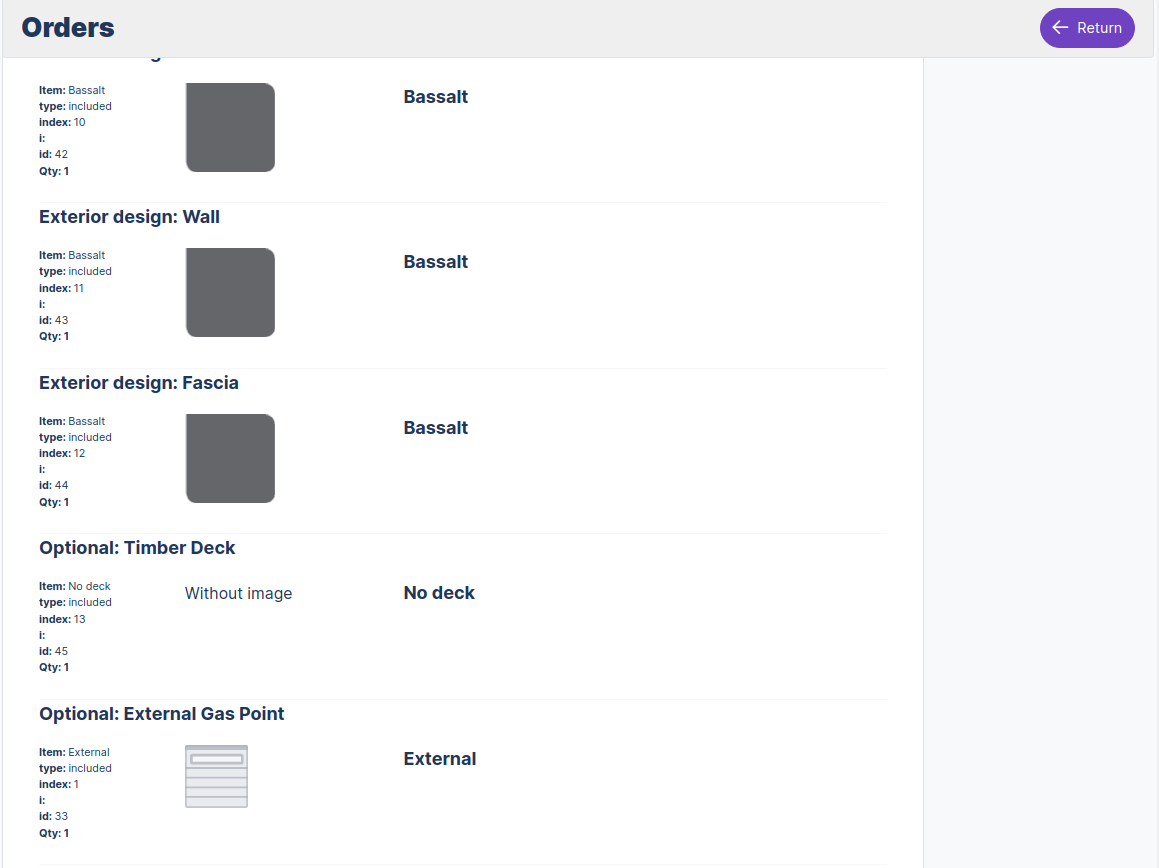 Orders
Return
Item: Bassalt
type: included
index: 10
i:
id: 42
Qty: 1
Bassalt
Exterior design: Wall
Item: Bassalt
type: included
index: 11
i:
id: 43
Qty: 1
Bassalt
Exterior design: Fascia
Item: Bassalt
type: included
index: 12
i:
id: 44
Qty: 1
Bassalt
Optional: Timber Deck
Item: No deck
type: included
index: 13
i:
id: 45
Qty: 1
Without image
No deck
Optional: External Gas Point
Item: External
type: included
index: 1
i:
id: 33
Qty: 1
External